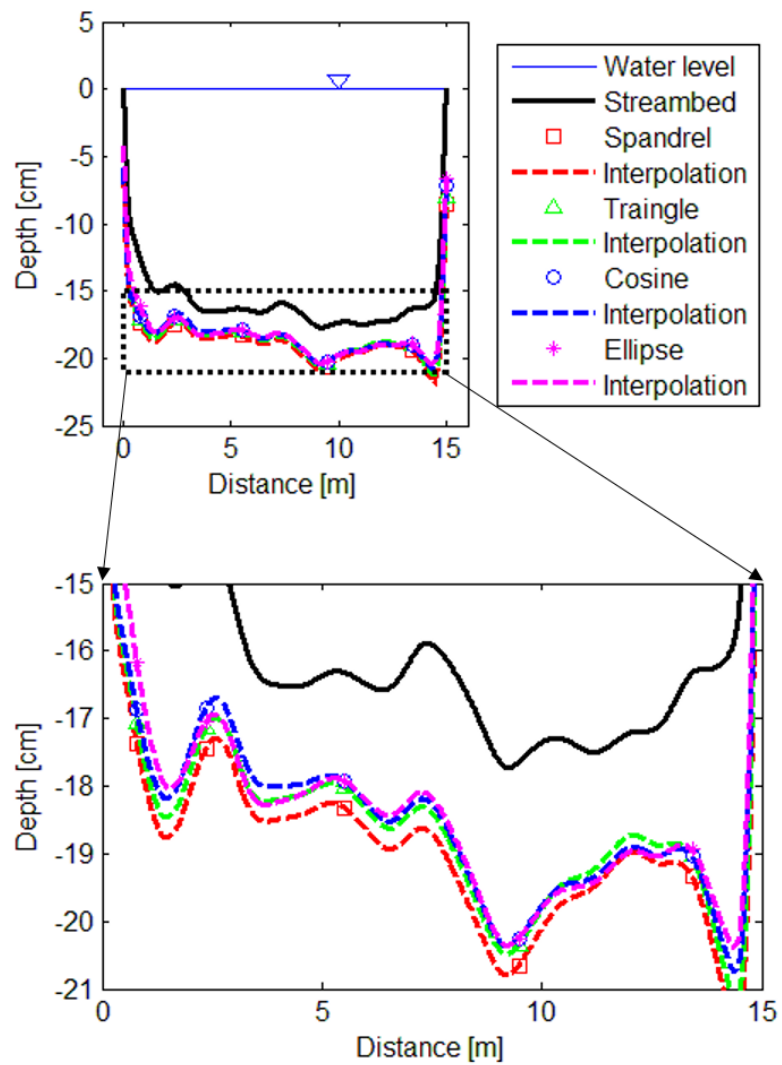 5
0
-5
-10
-15
-20
-25
Depth [cm]
0 5 10 15
Distance [m]
Water level
Streambed
Spandrel
Interpolation
Traingle
Interpolation
Cosine
Interpolation
Ellipse
Interpolation
-15
-16
-17
-18
-19
-20
-21
Depth [cm]
0 5 10 15
Distance [m]